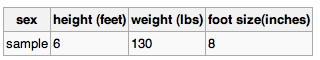 sex height (feet) weight (lbs) foot size(inches)
sample 6 130 8